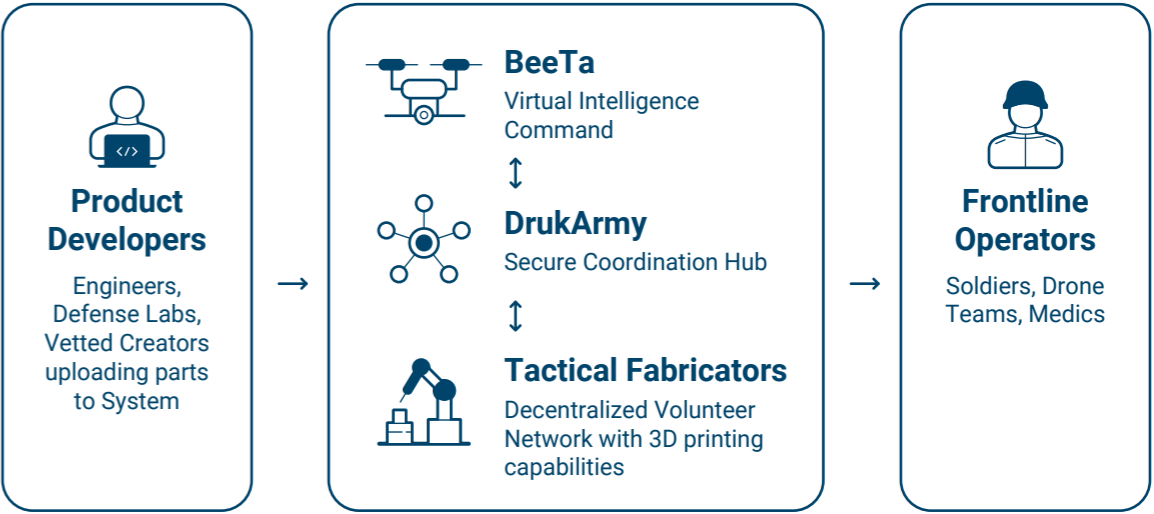 Product
Developers
Engineers,
Defense Labs,
Vetted Creators
uploading parts
to System
</>
BeeTa
Virtual Intelligence
Command
DrukArmy
Secure Coordination Hub
Tactical Fabricators
Decentralized Volunteer
Network with 3D printing
capabilities
Frontline
Operators
Soldiers, Drone
Teams, Medics